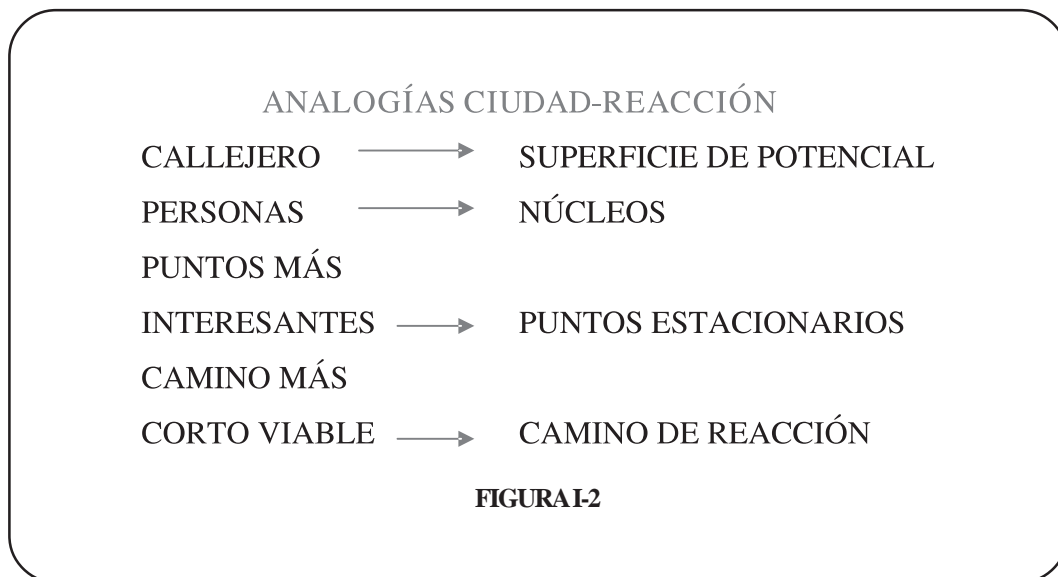 ANALOGÍAS CIUDAD-REACCIÓN
CALLEJERO SUPERFICIE DE POTENCIAL
PERSONAS NÚCLEOS
PUNTOS MÁS
INTERESANTES PUNTOS ESTACIONARIOS
CAMINO MÁS
CORTO VIABLE CAMINO DE REACCIÓN
FIGURA I-2